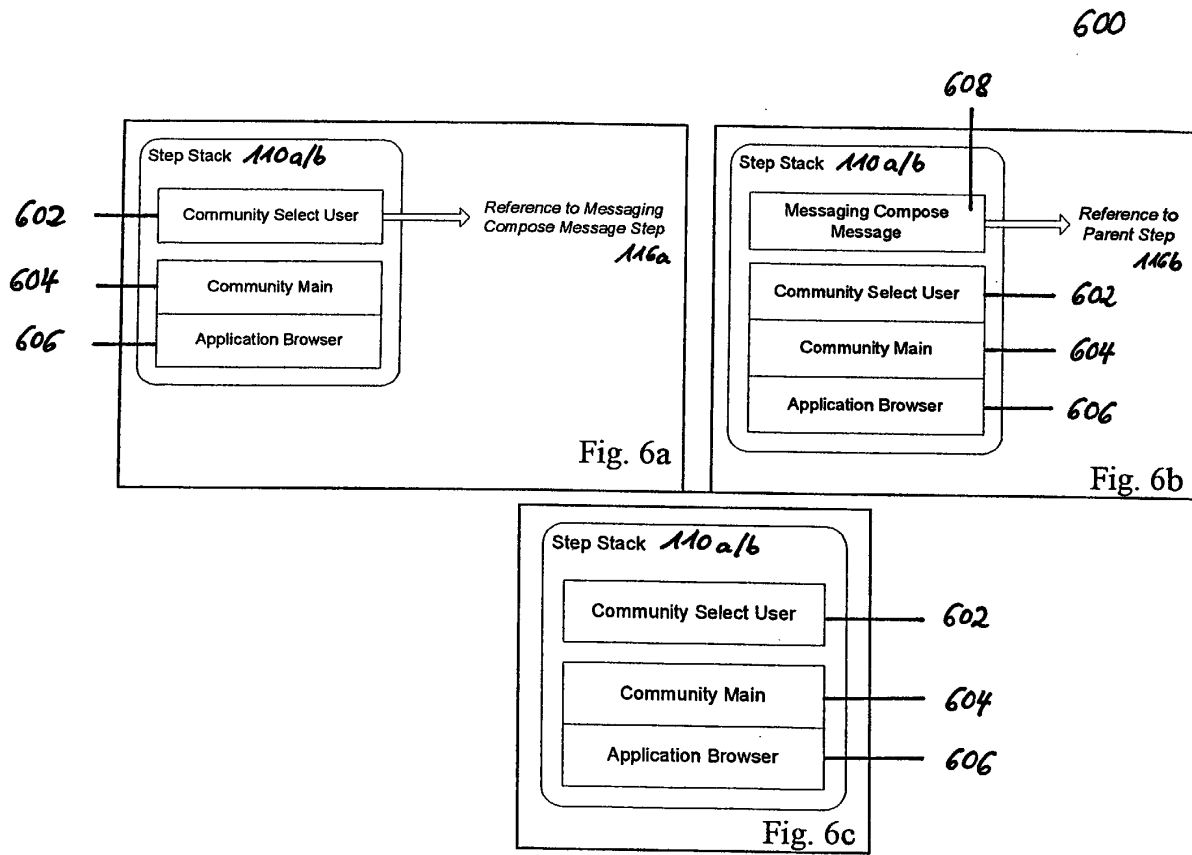 600
608
Step Stack 110a/b
602
Community Select User
Reference to Messaging
Compose Message Step
116a
604
Community Main
606
Application Browser
Fig. 6a
Step Stack 110a/b
Messaging Compose
Message
Reference to
Parent Step
116b
Community Select User
602
Community Main
604
Application Browser
606
Fig. 6b
Step Stack 110a/b
Community Select User
602
Community Main
604
Application Browser
606
Fig. 6c